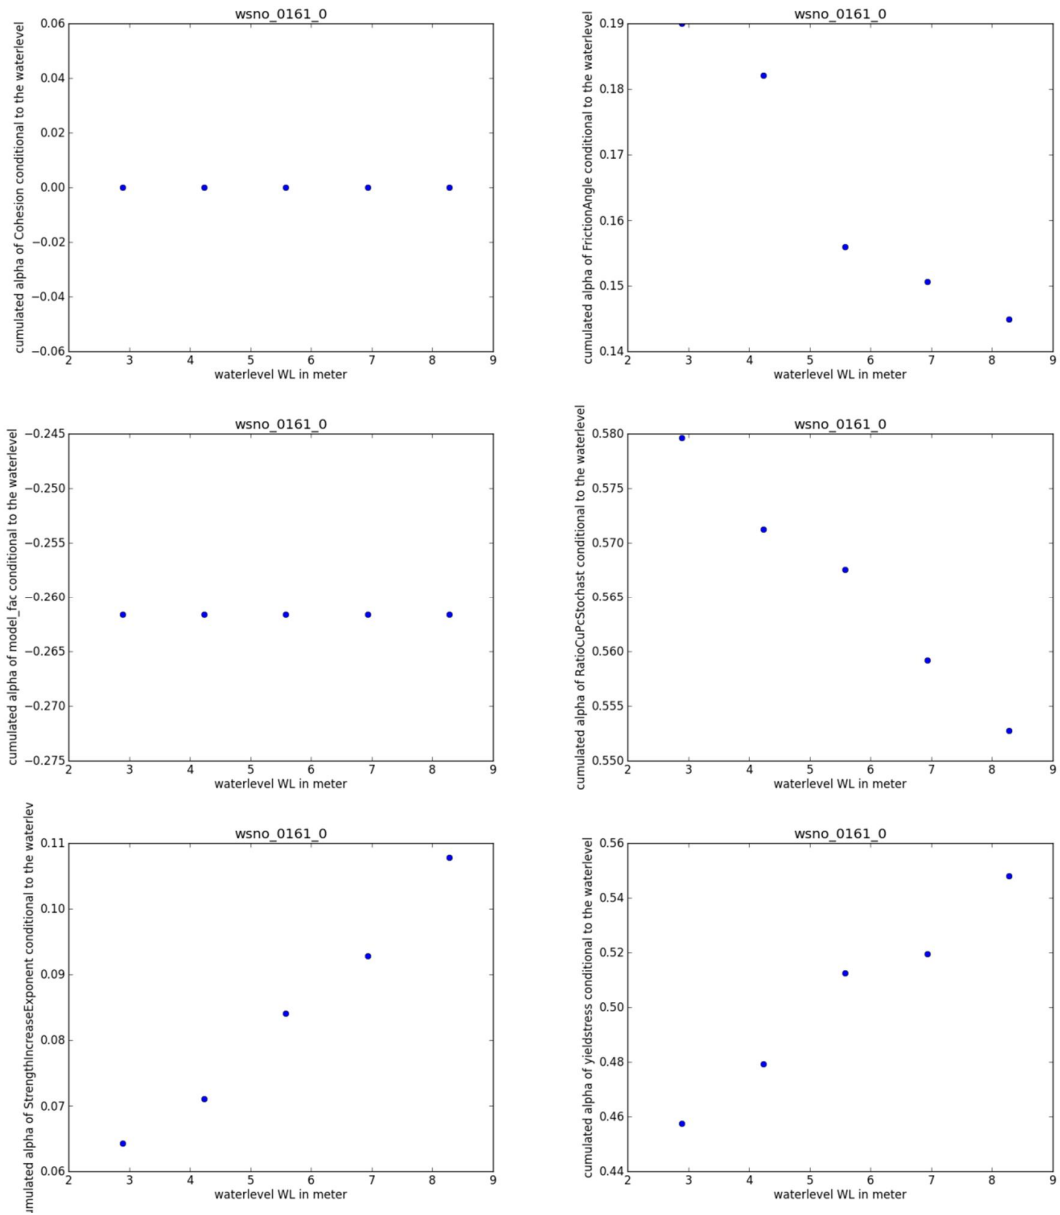 wsno_0161_0
cumulated alpha of Cohesion conditional to the waterlevel
0.06
0.04
0.02
0.00
−0.02
−0.04
−0.06
2 3 4 5 6 7 8 9
waterlevel WL in meter
wsno_0161_0
cumulated alpha of FrictionAngle conditional to the waterlevel
0.19
0.18
0.17
0.16
0.15
0.14
2 3 4 5 6 7 8 9
waterlevel WL in meter
wsno_0161_0
cumulated alpha of model_fac conditional to the waterlevel
−0.245
−0.250
−0.255
−0.260
−0.265
−0.270
−0.275
2 3 4 5 6 7 8 9
waterlevel WL in meter
wsno_0161_0
cumulated alpha of RatioCuPcStochast conditional to the waterlevel
0.580
0.575
0.570
0.565
0.560
0.555
0.550
2 3 4 5 6 7 8 9
waterlevel WL in meter
wsno_0161_0
umulated alpha of StrengthIncreaseExponent conditional to the waterlev
0.11
0.10
0.09
0.08
0.07
0.06
2 3 4 5 6 7 8 9
waterlevel WL in meter
wsno_0161_0
cumulated alpha of yieldstress conditional to the waterlevel
0.56
0.54
0.52
0.50
0.48
0.46
0.44
2 3 4 5 6 7 8 9
waterlevel WL in meter